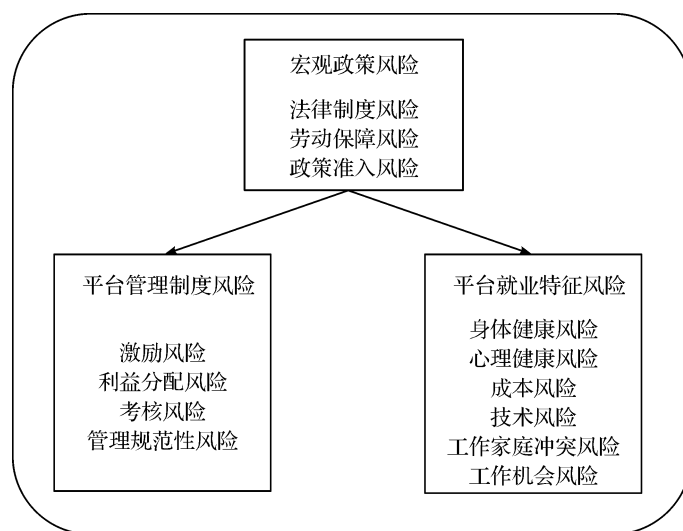 宏观政策风险
法律制度风险
劳动保障风险
政策准入风险
平台管理制度风险
激励风险
利益分配风险
考核风险
管理规范性风险
平台就业特征风险
身体健康风险
心理健康风险
成本风险
技术风险
工作家庭冲突风险
工作机会风险